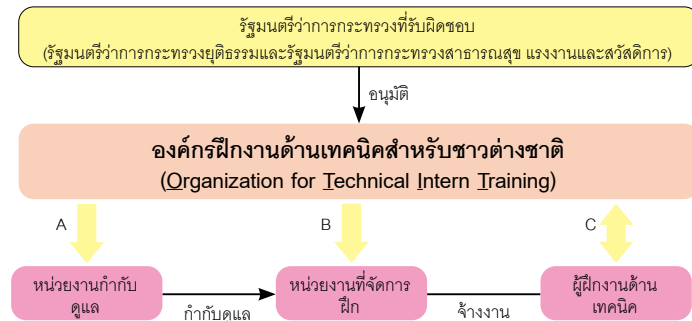 รัฐมนตรีว่าการกระทรวงที่รับผิดชอบ
(รัฐมนตรีว่าการกระทรวงยุติธรรมและรัฐมนตรีว่าการกระทรวงสาธารณสุข แรงงานและสวัสดิการ)
อนุมัติ
องค์กรฝึกงานด้านเทคนิคสำหรับชาวต่างชาติ
(Organization for Technical Intern Training)
A
B
C
หน่วยงานกำกับ
ดูแล
กำกับดูแล
หน่วยงานที่จัดการ
ฝึก
จ้างงาน
ผู้ฝึกงานด้าน
เทคนิค